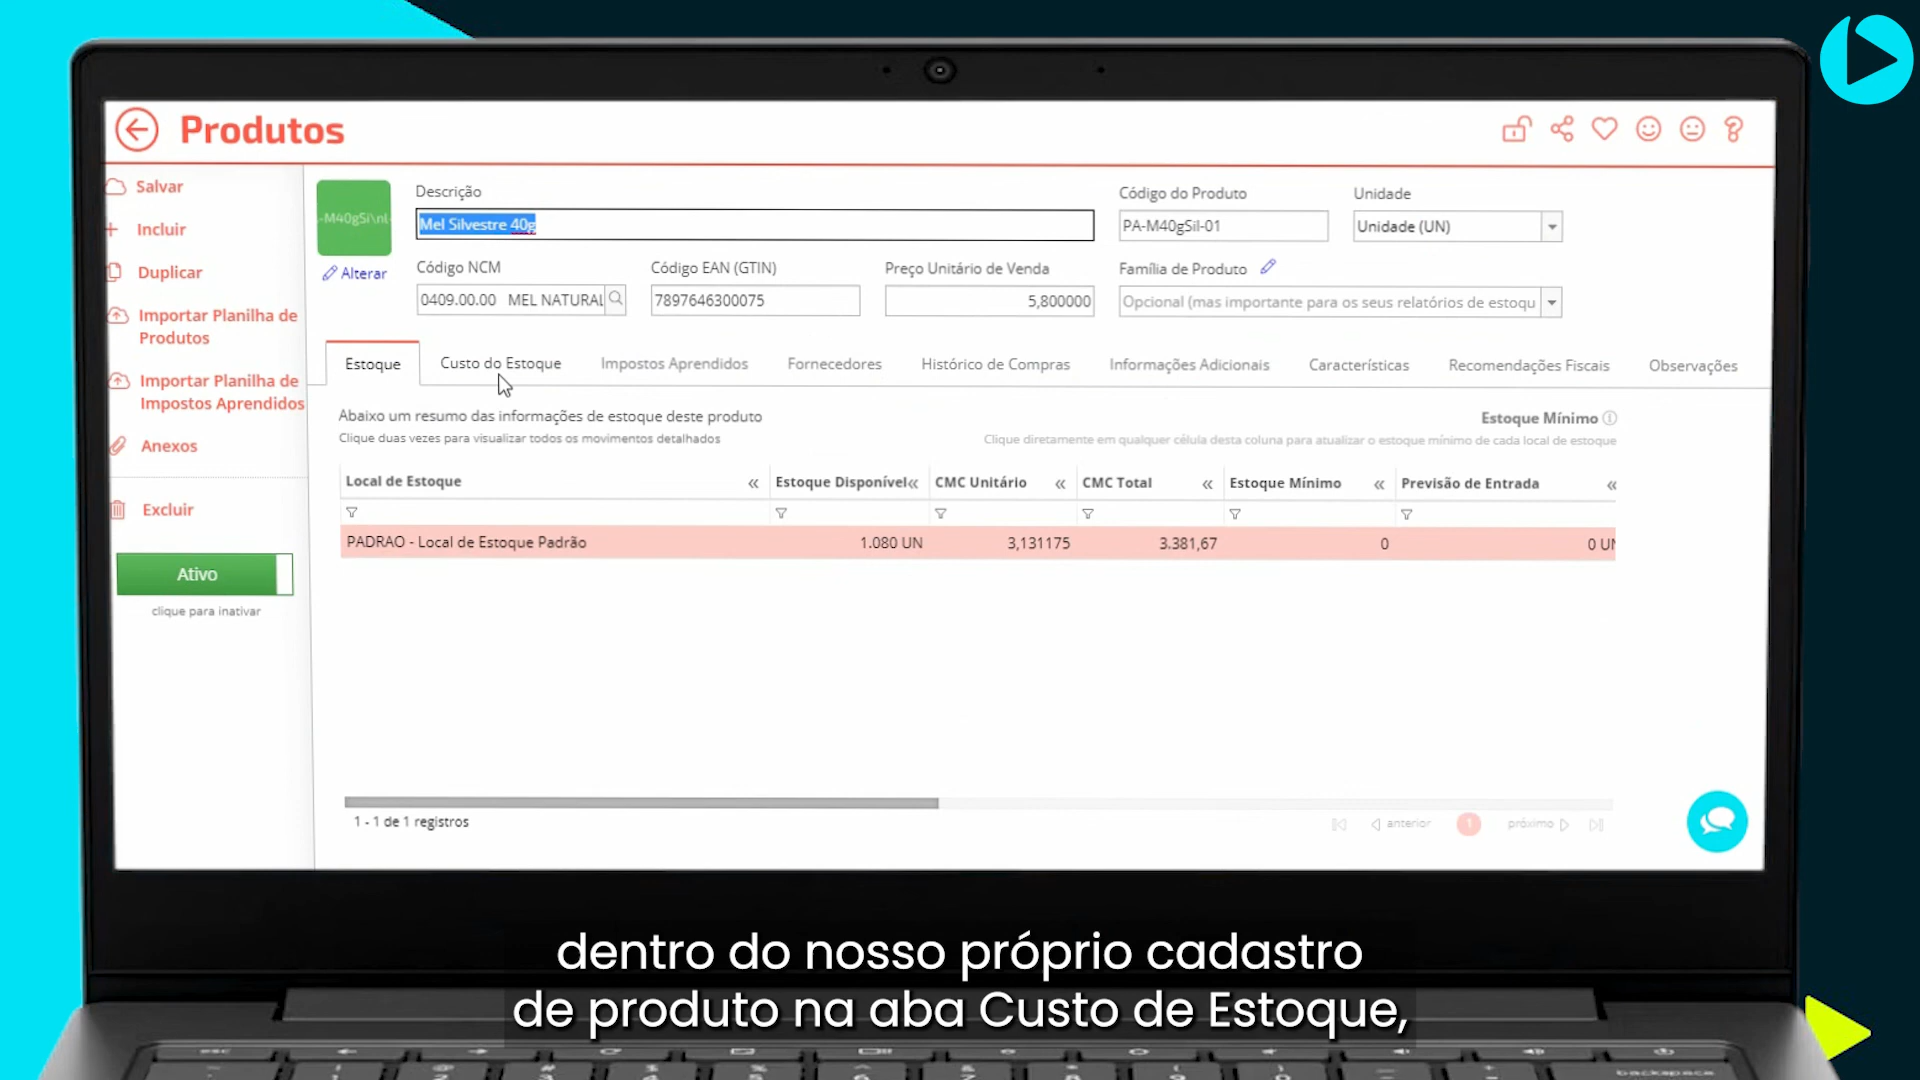 Produtos
Salvar
Incluir
Duplicar
Importar Planilha de
Produtos
Importar Planilha de
Impostos Aprendidos
Anexos
Excluir
Ativo
clique para inativar
-M40gSi\nl-
Alterar
Descrição
Mel Silvestre 40g
Código do Produto
PA-M40gSil-01
Unidade
Unidade (UN)
Código NCM
0409.00.00 MEL NATURAL
Código EAN (GTIN)
7897646300075
Preço Unitário de Venda
5,800000
Família de Produto
Opcional (mas importante para os seus relatórios de estoqu
Estoque Custo do Estoque Impostos Aprendidos Fornecedores Histórico de Compras Informações Adicionais Características Recomendações Fiscais Observações
Abaixo um resumo das informações de estoque deste produto
Clique duas vezes para visualizar todos os movimentos detalhados
Estoque Mínimo
Clique diretamente em qualquer célula desta coluna para atualizar o estoque mínimo de cada local de estoque
Local de Estoque Estoque Disponível CMC Unitário CMC Total Estoque Mínimo Previsão de Entrada
PADRAO - Local de Estoque Padrão 1.080 UN 3,131175 3.381,67 0 0 UN
1 - 1 de 1 registros
anterior 1 próximo
dentro do nosso próprio cadastro
de produto na aba Custo de Estoque,